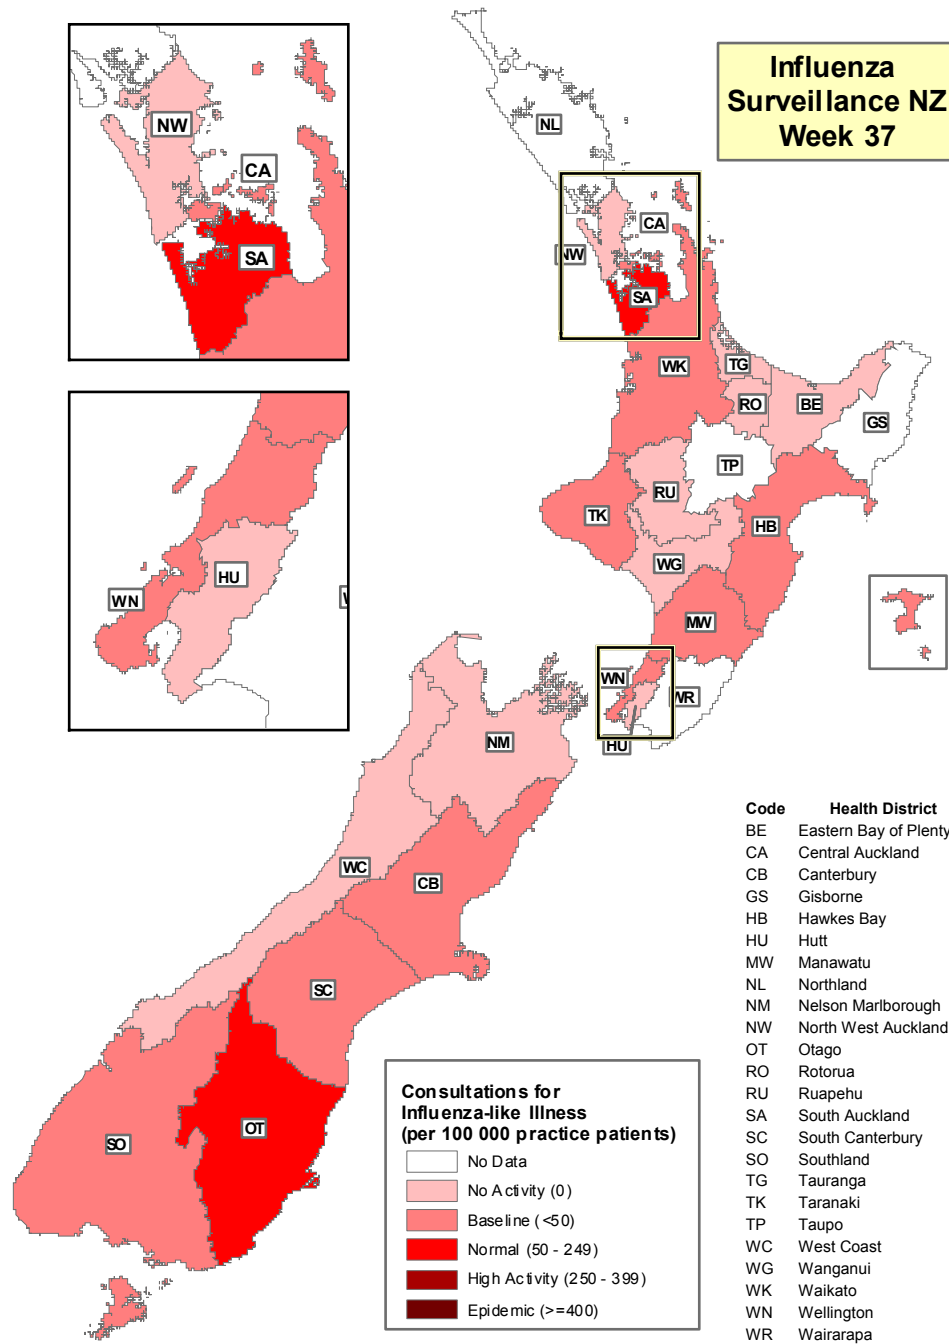 Influenza
Surveillance NZ
Week 37
NW
CA
SA
HU
WN
NL
CA
NW
SA
WK
TG
RO
BE
GS
TP
RU
TK
HB
WG
MW
WN
WR
HU
NM
WC
CB
SC
SO
OT
Consultations for
Influenza-like Illness
(per 100 000 practice patients)
No Data
No Activity (0)
Baseline (<50)
Normal (50 - 249)
High Activity (250 - 399)
Epidemic (>=400)
Code Health District
BE Eastern Bay of Plenty
CA Central Auckland
CB Canterbury
GS Gisborne
HB Hawkes Bay
HU Hutt
MW Manawatu
NL Northland
NM Nelson Marlborough
NW North West Auckland
OT Otago
RO Rotorua
RU Ruapehu
SA South Auckland
SC South Canterbury
SO Southland
TG Tauranga
TK Taranaki
TP Taupo
WC West Coast
WG Wanganui
WK Waikato
WN Wellington
WR Wairarapa